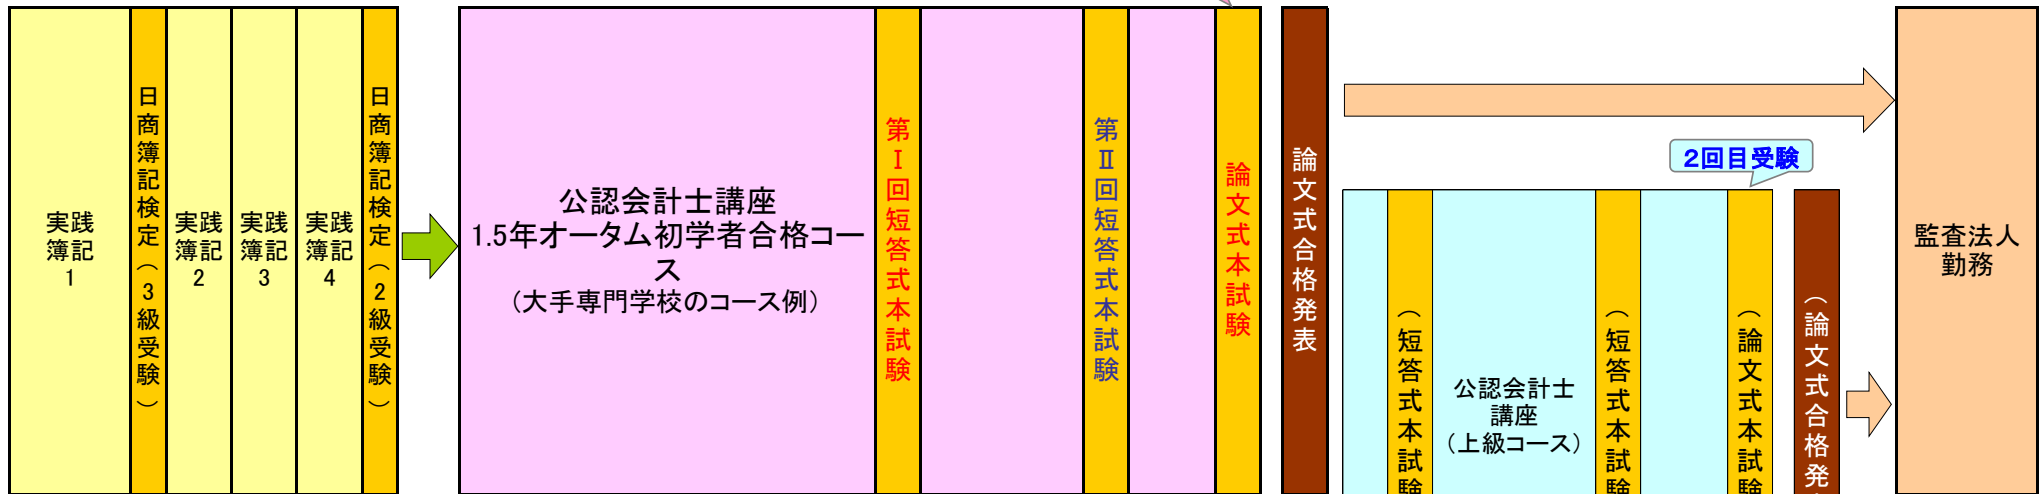 実践
簿記
1
日商簿記検定（３級受験）
実践
簿記
2
実践
簿記
3
実践
簿記
4
日商簿記検定（２級受験）
公認会計士講座
1.5年オータム初学者合格コー
ス
（大手専門学校のコース例）
第Ⅰ回短答式本試験
第Ⅱ回短答式本試験
論文式本試験
論文式合格発表
２回目受験
（短答式本試験
公認会計士
講座
（上級コース）
（短答式本試験
（論文式本試験
（論文式合格発
監査法人
勤務